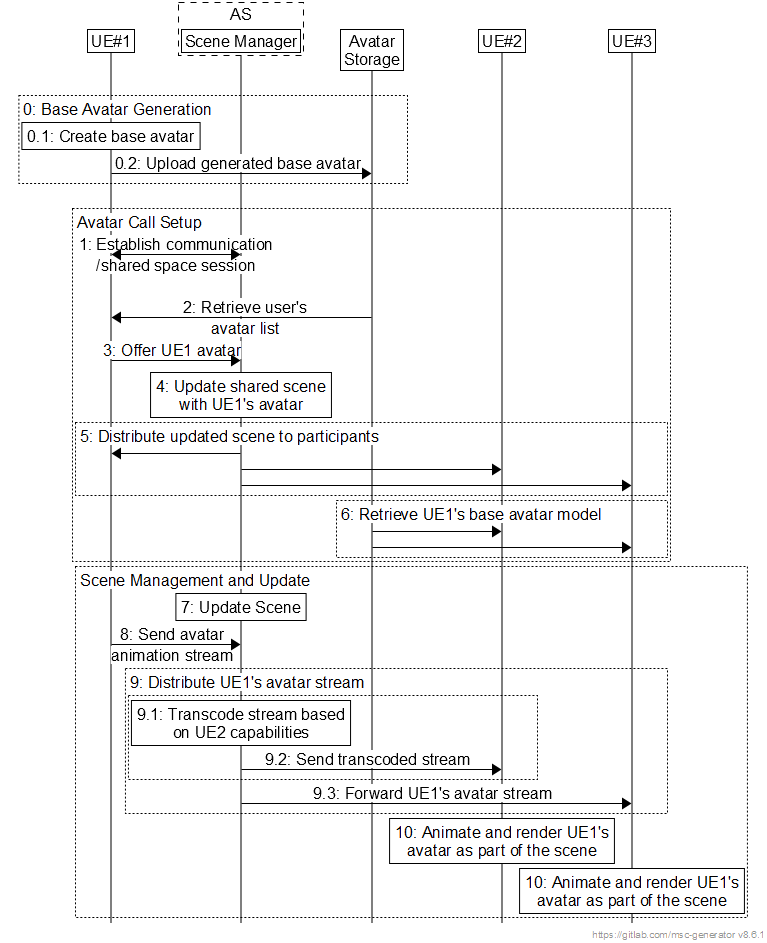 AS
UE#1
Scene Manager
Avatar
Storage
UE#2
UE#3
0: Base Avatar Generation
0.1: Create base avatar
0.2: Upload generated base avatar
Avatar Call Setup
1: Establish communication
/shared space session
2: Retrieve user's
avatar list
3: Offer UE1 avatar
4: Update shared scene
with UE1's avatar
5: Distribute updated scene to participants
6: Retrieve UE1's base avatar model
Scene Management and Update
7: Update Scene
8: Send avatar
animation stream
9: Distribute UE1's avatar stream
9.1: Transcode stream based
on UE2 capabilities
9.2: Send transcoded stream
9.3: Forward UE1's avatar stream
10: Animate and render UE1's
avatar as part of the scene
10: Animate and render UE1's
avatar as part of the scene
https://gitlab.com/msc-generator v8.6.1